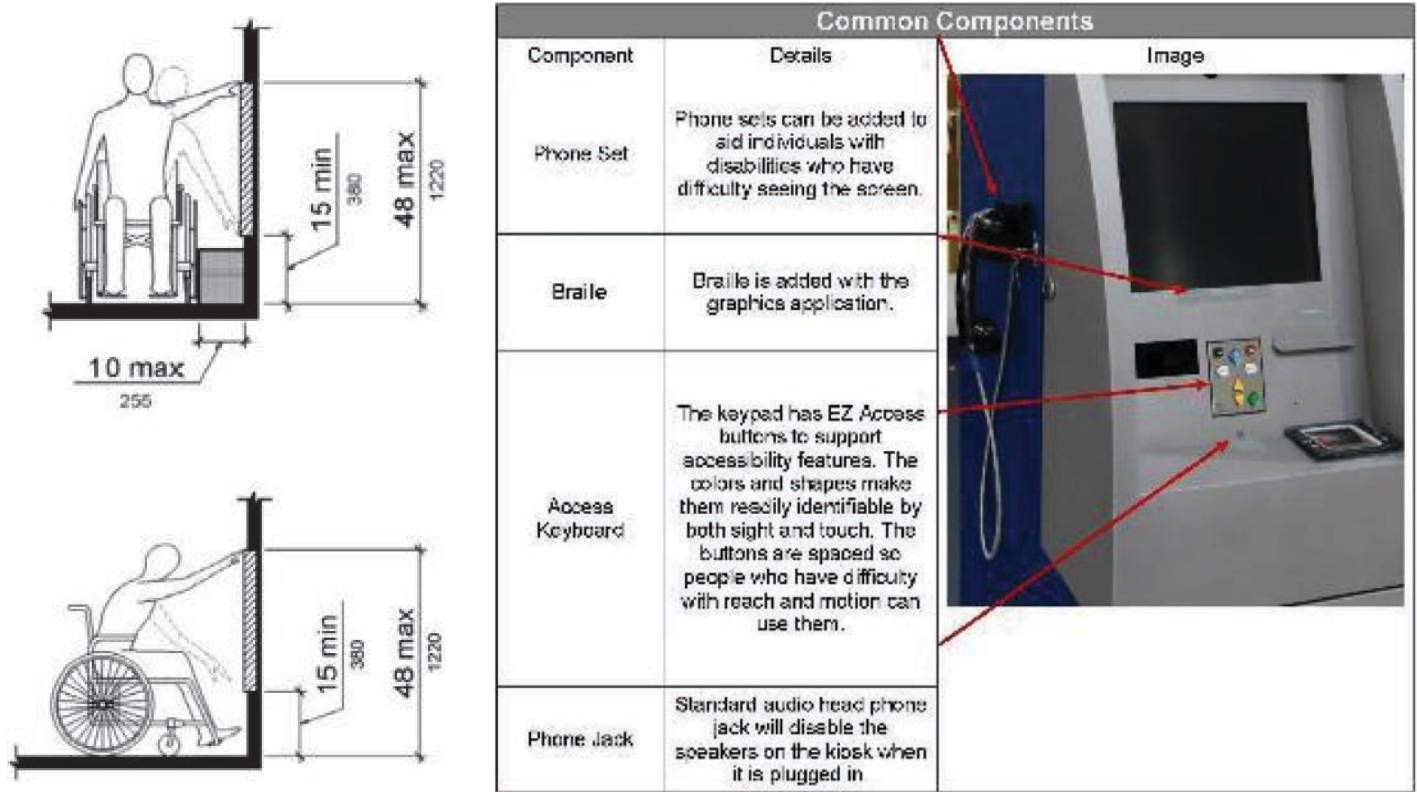 15 min
380
48 max
1220
10 max
255
15 min
380
48 max
1220
Common Components
Component
Details
Image
Phone Set
Phone sets can be added to
aid individuals with
disabilities who have
difficulty seeing the screen.
Braile
Braile is added with the
graphics application.
Access
Keyboard
The keypad has EZ Access
buttons to support
accessibility features. The
colors and shapes make
them readily identifiable by
both sight and touch. The
buttons are spaced so
people who have difficulty
with reach and motion can
use them.
Phone Jack
Standard audio head phone
jack will disable the
speakers on the kiosk when
it is plugged in